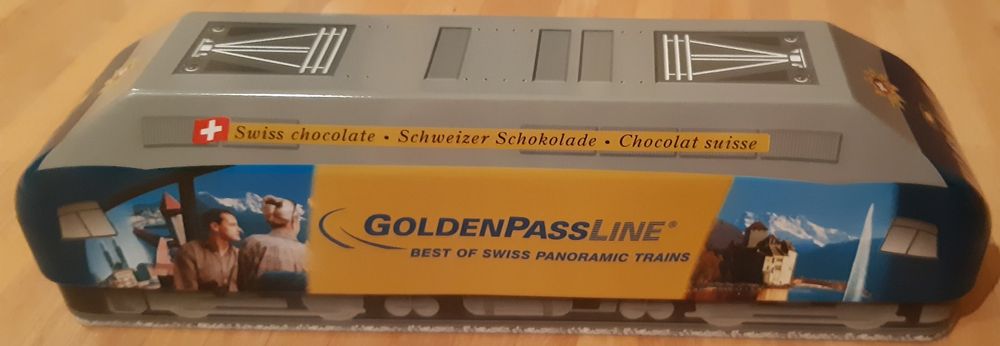 Swiss chocolate • Schweizer Schokolade • Chocolat suisse
GOLDENPASSLINE®
BEST OF SWISS PANORAMIC TRAINS